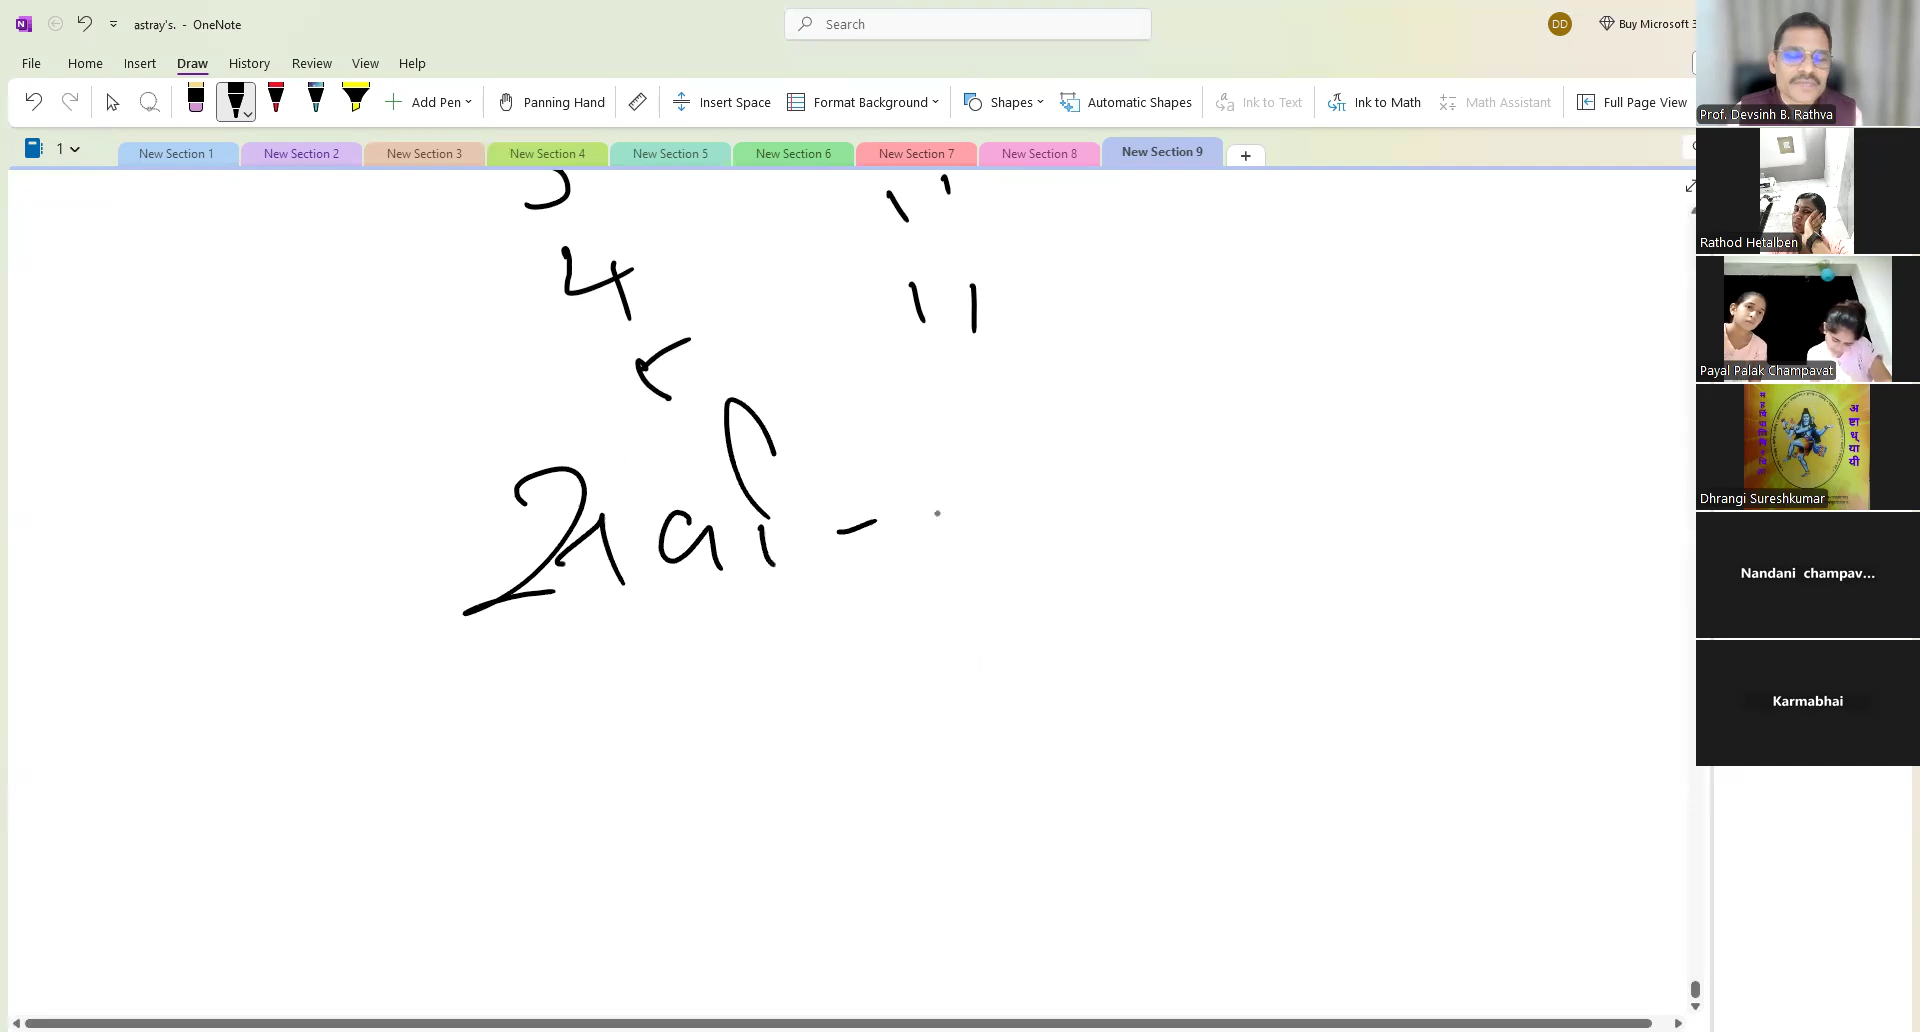 astray's. - OneNote
Search
DD
Buy Microsoft 3
File Home Insert Draw History Review View Help
Add Pen Panning Hand Insert Space Format Background Shapes Automatic Shapes Ink to Text Ink to Math Math Assistant Full Page View
1 New Section 1 New Section 2 New Section 3 New Section 4 New Section 5 New Section 6 New Section 7 New Section 8 New Section 9 +
4 11
Prof. Devsinh B. Rathva
Rathod Hetalben
Payal Palak Champavat
अष्टाध्यायी
Dhrangi Sureshkumar
Nandani champav...
Karmabhai